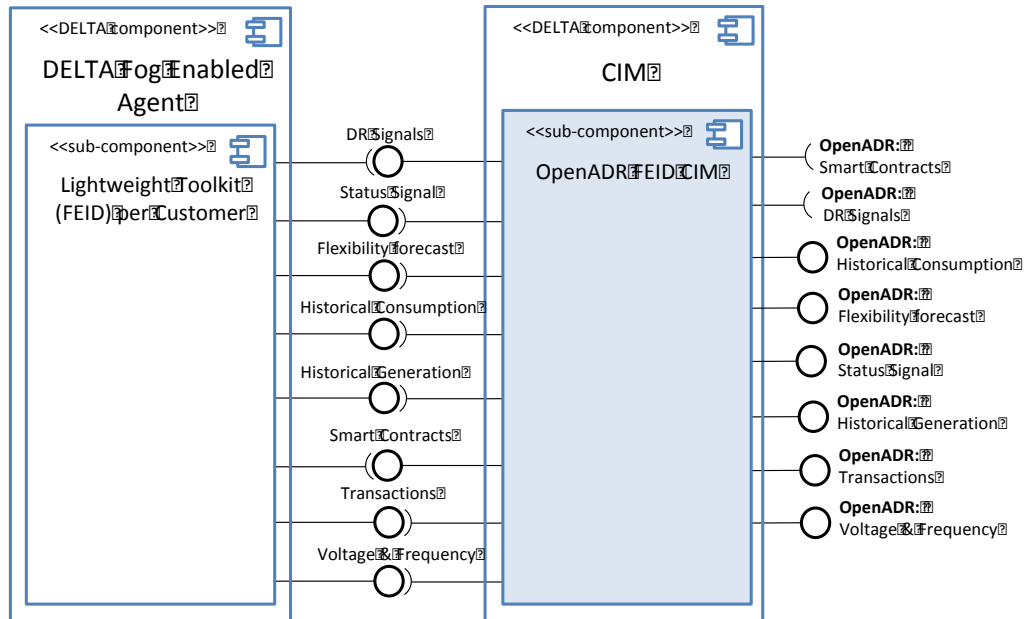 <<DELTA component>>
DELTA Fog Enabled
Agent
<<sub-component>>
Lightweight Toolkit
(FEID) per Customer
DR Signals
Status Signal
Flexibility forecast
Historical Consumption
Historical Generation
Smart Contracts
Transactions
Voltage & Frequency
<<DELTA component>>
CIM
<<sub-component>>
OpenADR FEID CIM
OpenADR:
Smart Contracts
OpenADR:
DR Signals
OpenADR:
Historical Consumption
OpenADR:
Flexibility forecast
OpenADR:
Status Signal
OpenADR:
Historical Generation
OpenADR:
Transactions
OpenADR:
Voltage & Frequency